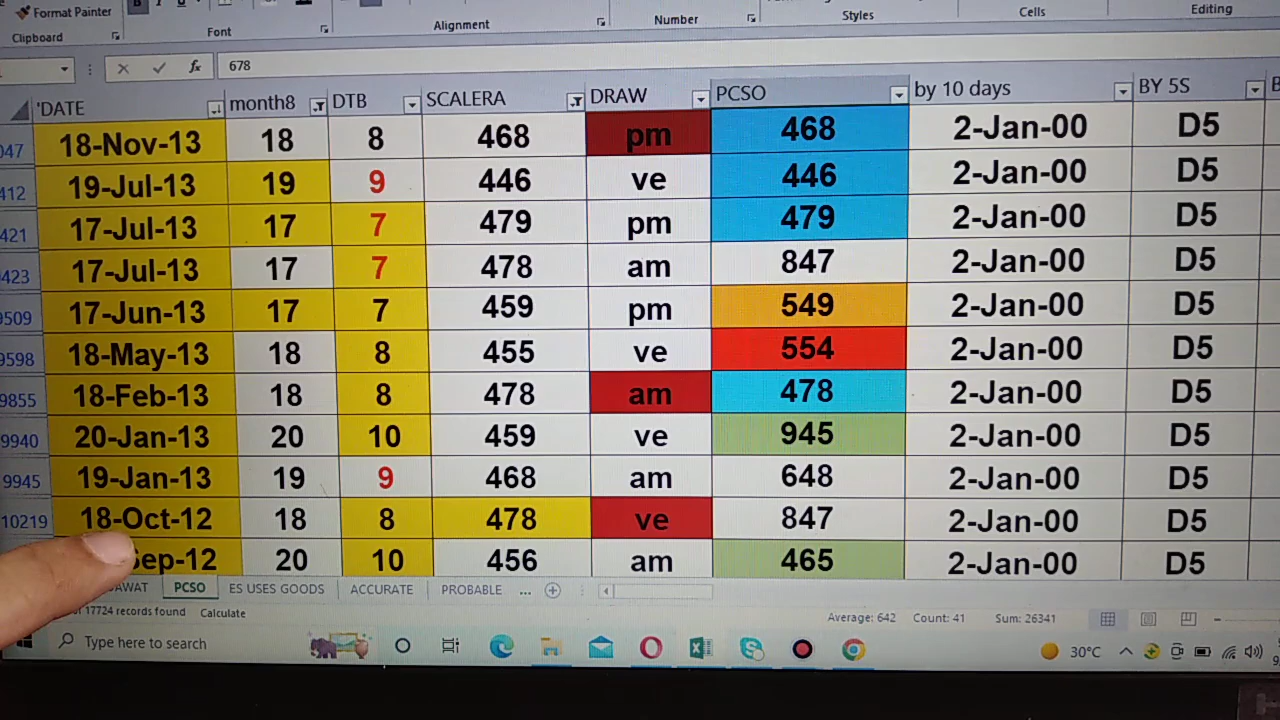 Format Painter
Clipboard Font Alignment Number Styles Cells Editing
fx 678
'DATE month8 DTB SCALERA DRAW PCSO by 10 days BY 5S
047 18-Nov-13 18 8 468 pm 468 2-Jan-00 D5
412 19-Jul-13 19 9 446 ve 446 2-Jan-00 D5
421 17-Jul-13 17 7 479 pm 479 2-Jan-00 D5
423 17-Jul-13 17 7 478 am 847 2-Jan-00 D5
9509 17-Jun-13 17 7 459 pm 549 2-Jan-00 D5
9598 18-May-13 18 8 455 ve 554 2-Jan-00 D5
9855 18-Feb-13 18 8 478 am 478 2-Jan-00 D5
9940 20-Jan-13 20 10 459 ve 945 2-Jan-00 D5
9945 19-Jan-13 19 9 468 am 648 2-Jan-00 D5
10219 18-Oct-12 18 8 478 ve 847 2-Jan-00 D5
Sep-12 20 10 456 am 465 2-Jan-00 D5
AWAT PCSO ES USES GOODS ACCURATE PROBABLE ...
17724 records found Calculate Average: 642 Count: 41 Sum: 26341
Type here to search 30°C